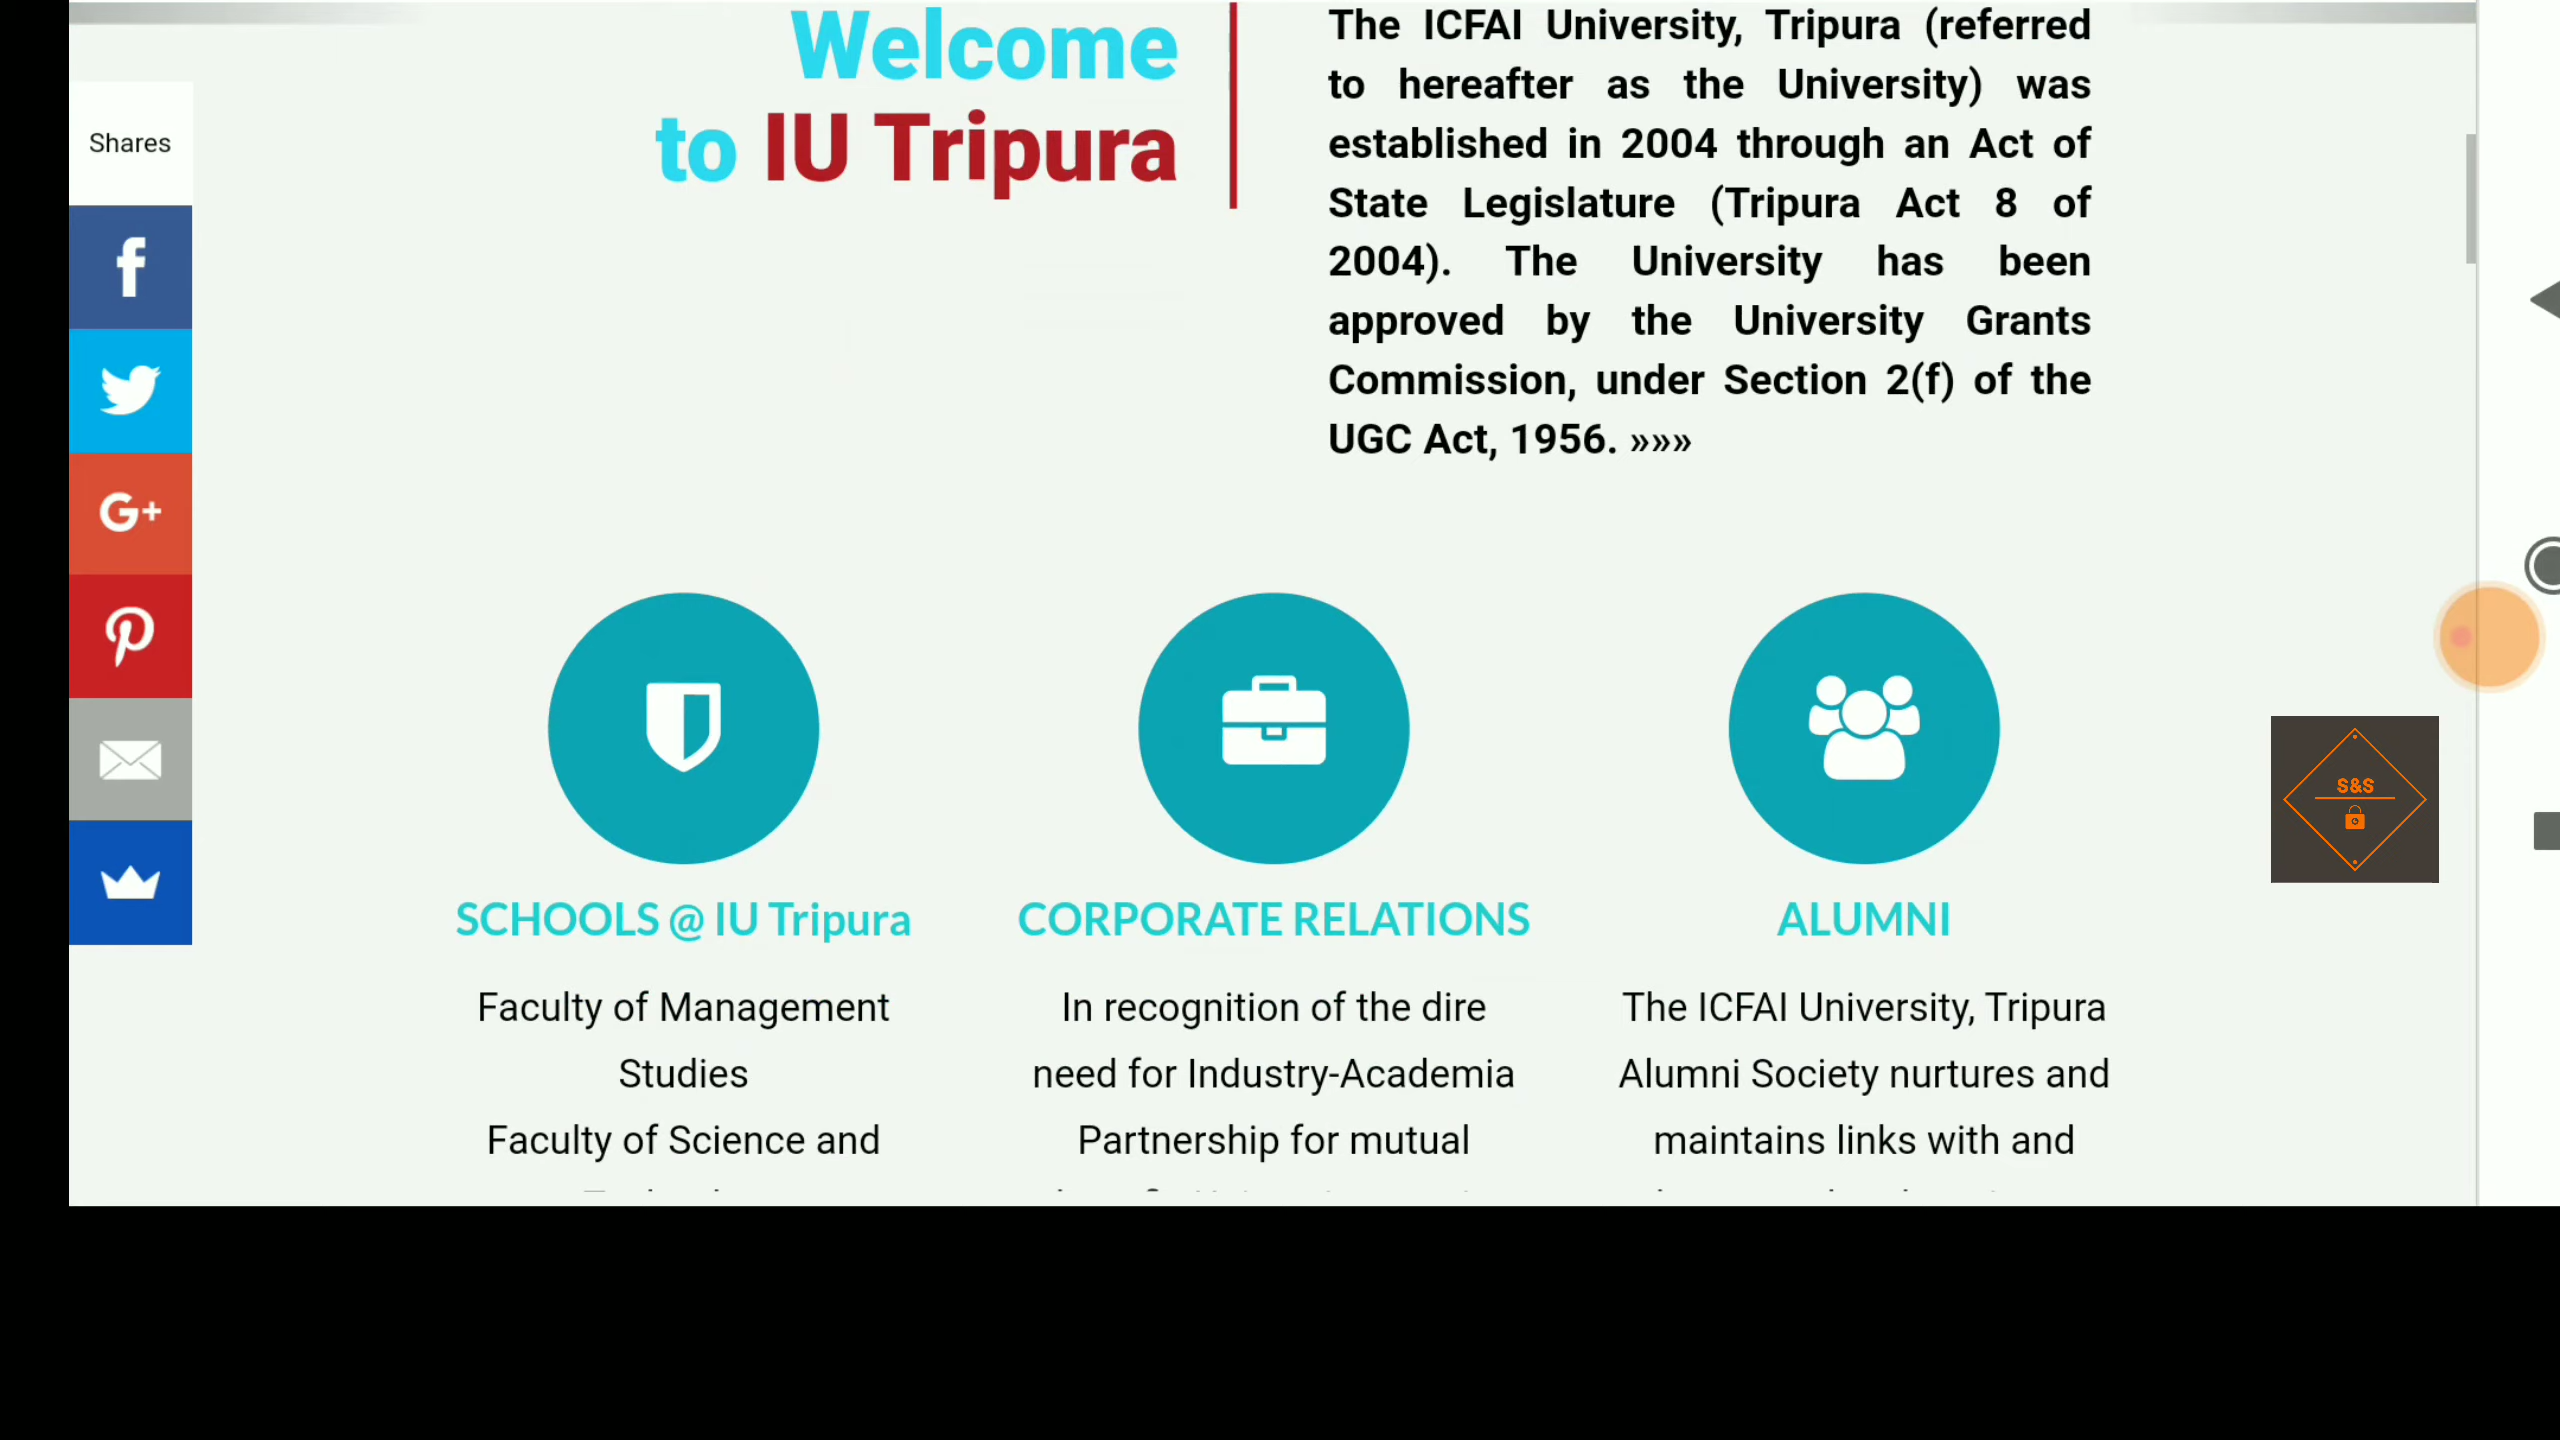 Welcome
to IU Tripura
The ICFAI University, Tripura (referred
to hereafter as the University) was
established in 2004 through an Act of
State Legislature (Tripura Act 8 of
2004). The University has been
approved by the University Grants
Commission, under Section 2(f) of the
UGC Act, 1956. »»»
Shares
f
G+
S&S
SCHOOLS @ IU Tripura
Faculty of Management
Studies
Faculty of Science and
CORPORATE RELATIONS
In recognition of the dire
need for Industry-Academia
Partnership for mutual
ALUMNI
The ICFAI University, Tripura
Alumni Society nurtures and
maintains links with and